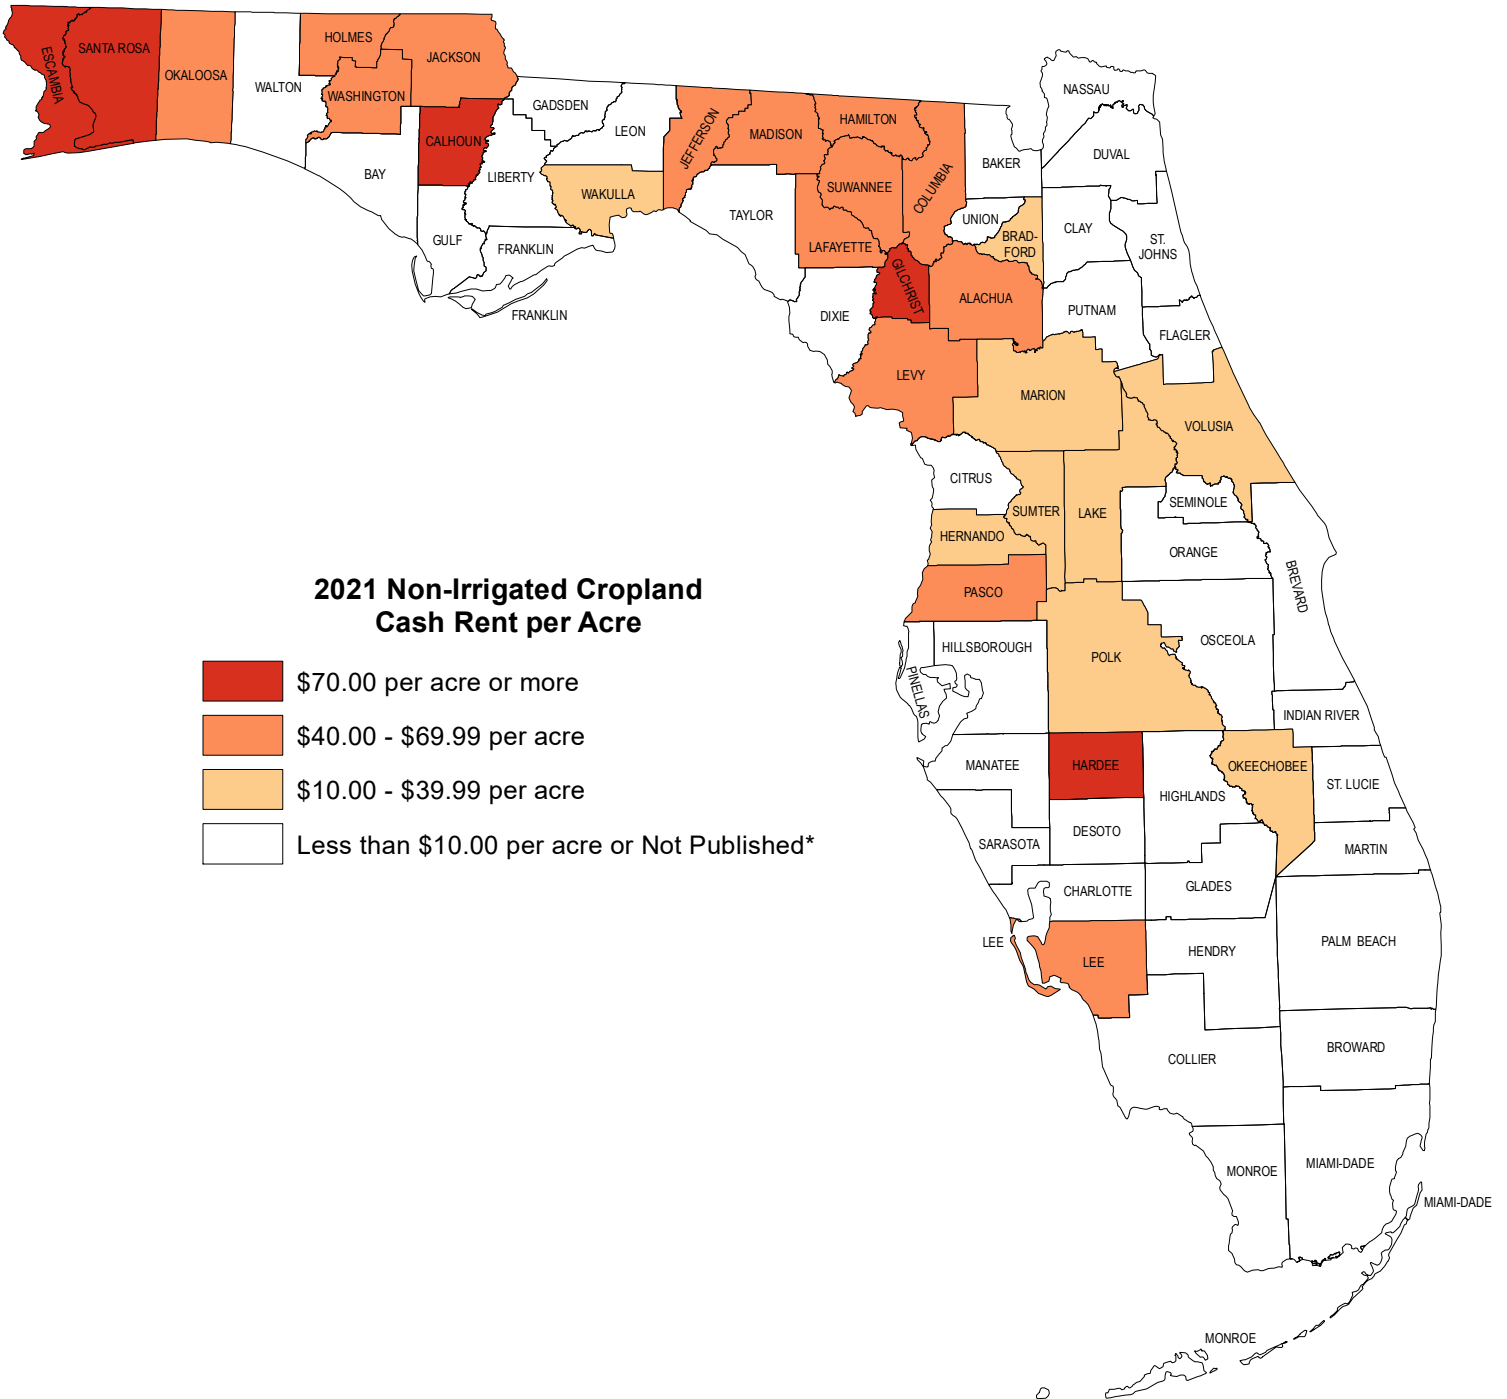 ESCAMBIA
SANTA ROSA
OKALOOSA
WALTON
HOLMES
WASHINGTON
JACKSON
CALHOUN
BAY
GULF
LIBERTY
GADSDEN
LEON
WAKULLA
FRANKLIN
FRANKLIN
JEFFERSON
MADISON
HAMILTON
TAYLOR
SUWANNEE
LAFAYETTE
COLUMBIA
DIXIE
GILCHRIST
BAKER
UNION
BRAD-
FORD
ALACHUA
NASSAU
DUVAL
CLAY
ST.
JOHNS
PUTNAM
FLAGLER
LEVY
MARION
VOLUSIA
CITRUS
SUMTER
LAKE
SEMINOLE
HERNANDO
ORANGE
BREVARD
PASCO
OSCEOLA
HILLSBOROUGH
POLK
PINELLAS
INDIAN RIVER
MANATEE
HARDEE
HIGHLANDS
OKEECHOBEE
ST. LUCIE
SARASOTA
DESOTO
MARTIN
CHARLOTTE
GLADES
LEE
LEE
HENDRY
PALM BEACH
COLLIER
BROWARD
MONROE
MIAMI-DADE
MIAMI-DADE
MONROE
2021 Non-Irrigated Cropland
Cash Rent per Acre
$70.00 per acre or more
$40.00 - $69.99 per acre
$10.00 - $39.99 per acre
Less than $10.00 per acre or Not Published*